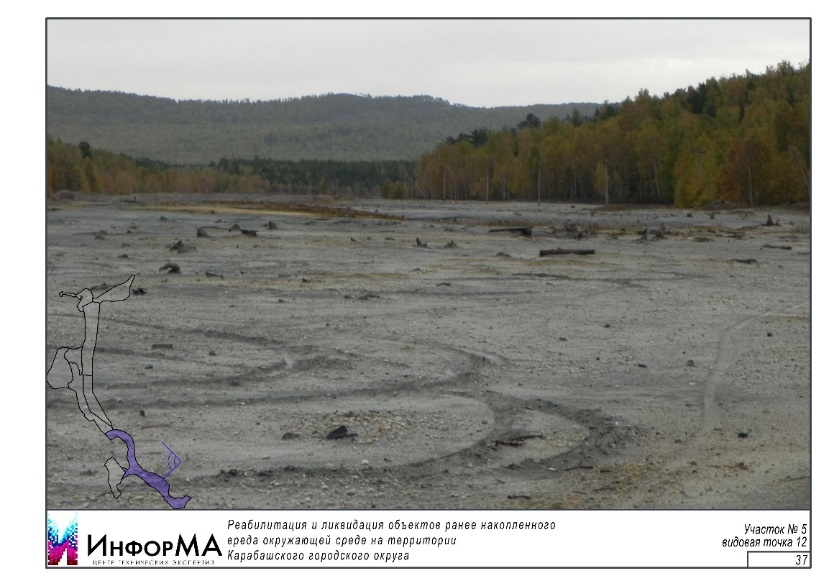 ИнфорМА
ЦЕНТР ТЕХНИЧЕСКИХ ЭКСПЕРТИЗ
Реабилитация и ликвидация объектов ранее накопленного
вреда окружающей среде на территории
Карабашского городского округа
Участок № 5
видовая точка 12
37